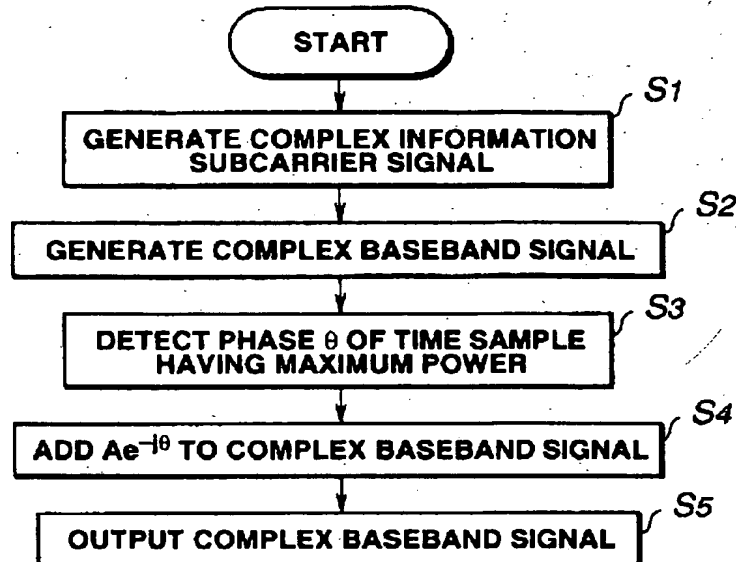 START
S1
GENERATE COMPLEX INFORMATION
SUBCARRIER SIGNAL
S2
GENERATE COMPLEX BASEBAND SIGNAL
S3
DETECT PHASE θ OF TIME SAMPLE
HAVING MAXIMUM POWER
S4
ADD Ae⁻ʲᶿ TO COMPLEX BASEBAND SIGNAL
S5
OUTPUT COMPLEX BASEBAND SIGNAL